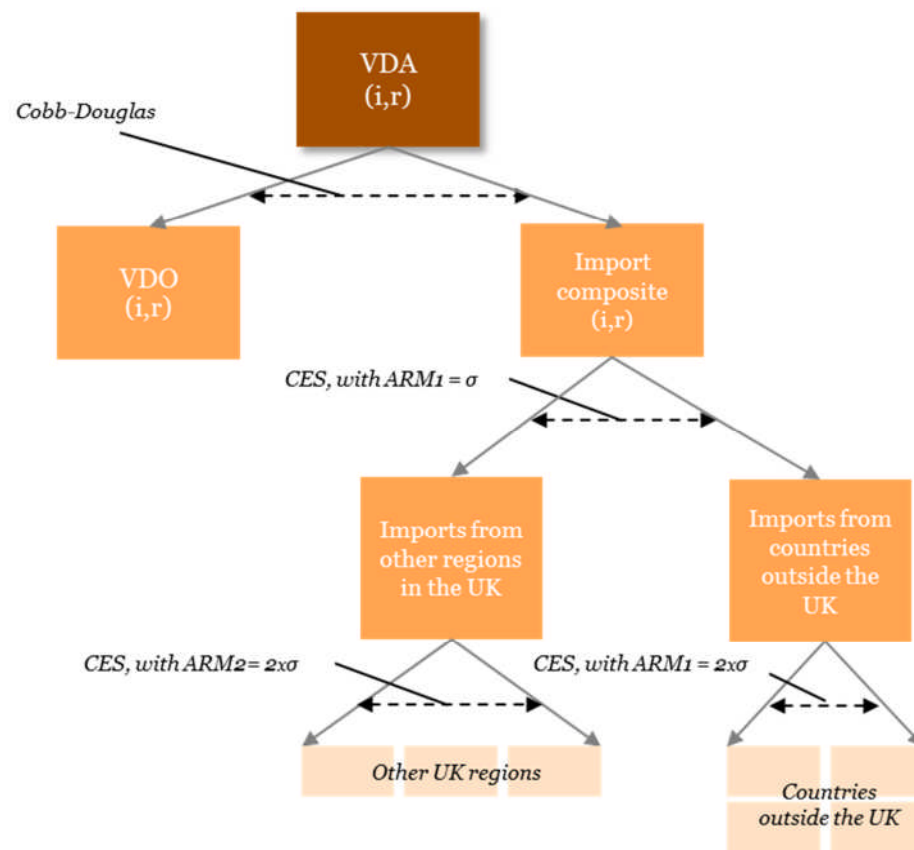 VDA
(i,r)
Cobb-Douglas
VDO
(i,r)
Import
composite
(i,r)
CES, with ARM1 = σ
Imports from
other regions
in the UK
Imports from
countries
outside the
UK
CES, with ARM2= 2xσ
CES, with ARM1 = 2xσ
Other UK regions
Countries
outside the UK